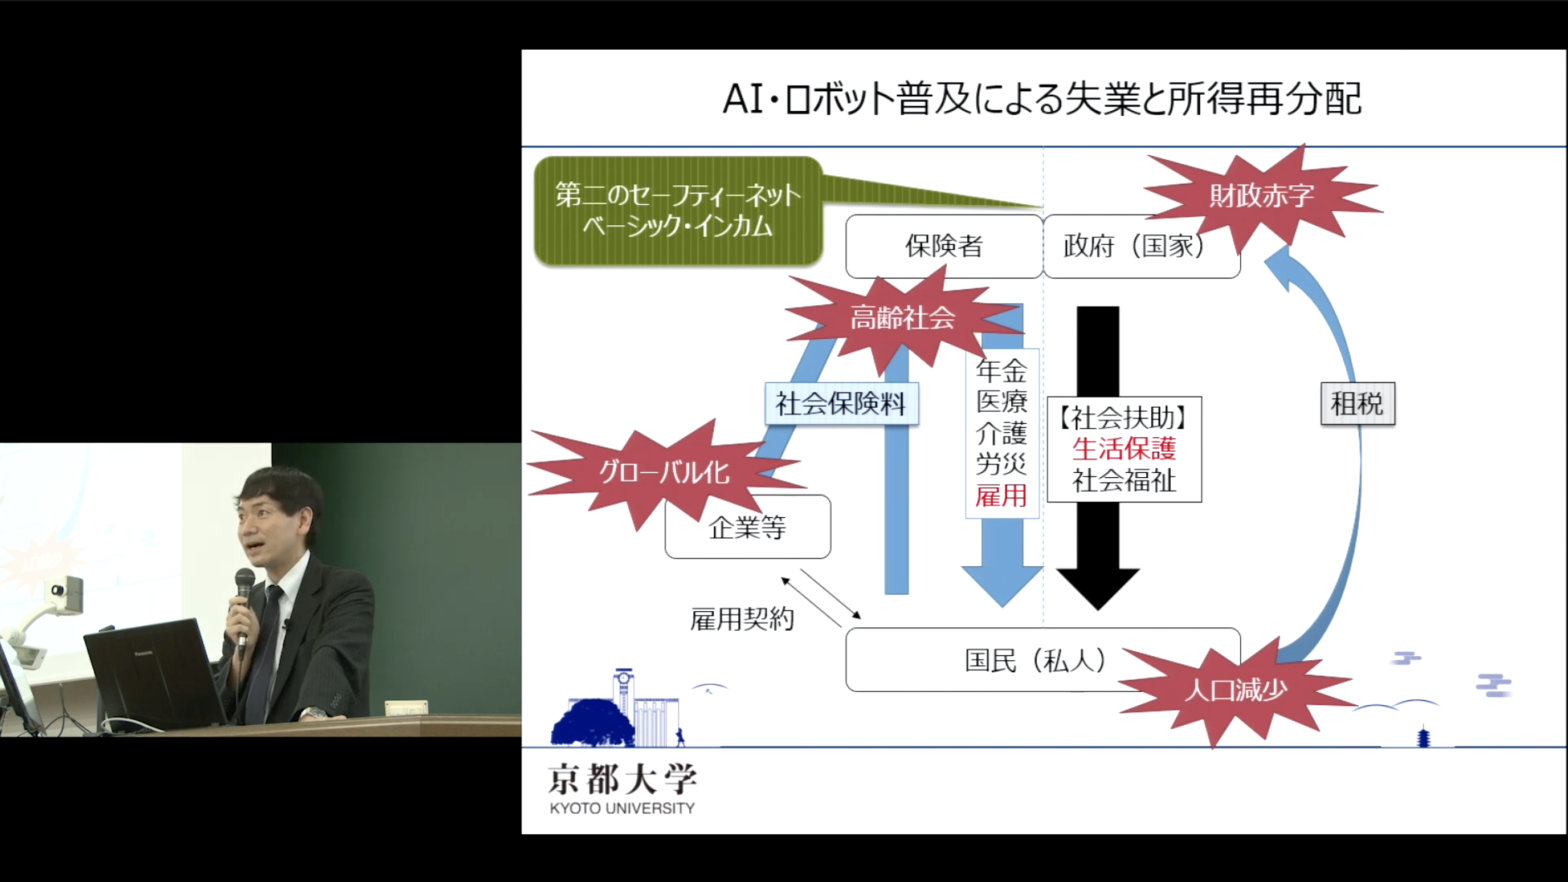 AI・ロボット普及による失業と所得再分配
第二のセーフティーネット
ベーシック・インカム
財政赤字
保険者
政府（国家）
高齢社会
年金
医療
介護
労災
雇用
社会保険料
【社会扶助】
生活保護
社会福祉
租税
グローバル化
企業等
雇用契約
国民（私人）
人口減少
京都大学
KYOTO UNIVERSITY
Panasonic